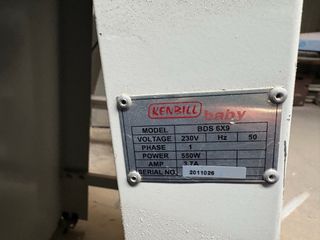 KENBILL baby
MODEL BDS 6X9
VOLTAGE 230V Hz 50
PHASE 1
POWER 550W
AMP 3.7A
SERIAL NO. 2011026